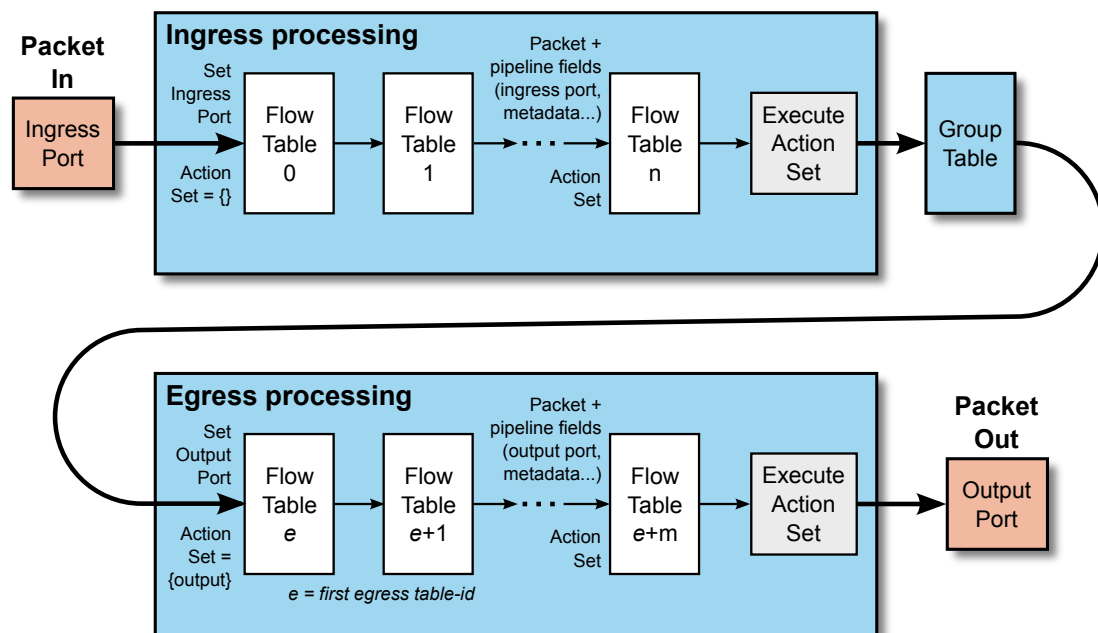 Ingress processing
Packet
In
Ingress
Port
Set
Ingress
Port
Action
Set = {}
Flow
Table
0
Flow
Table
1
Packet +
pipeline fields
(ingress port,
metadata...)
Action
Set
Flow
Table
n
Execute
Action
Set
Group
Table
Egress processing
Set
Output
Port
Action
Set =
{output}
Flow
Table
e
Flow
Table
e+1
e = first egress table-id
Packet +
pipeline fields
(output port,
metadata...)
Action
Set
Flow
Table
e+m
Execute
Action
Set
Packet
Out
Output
Port